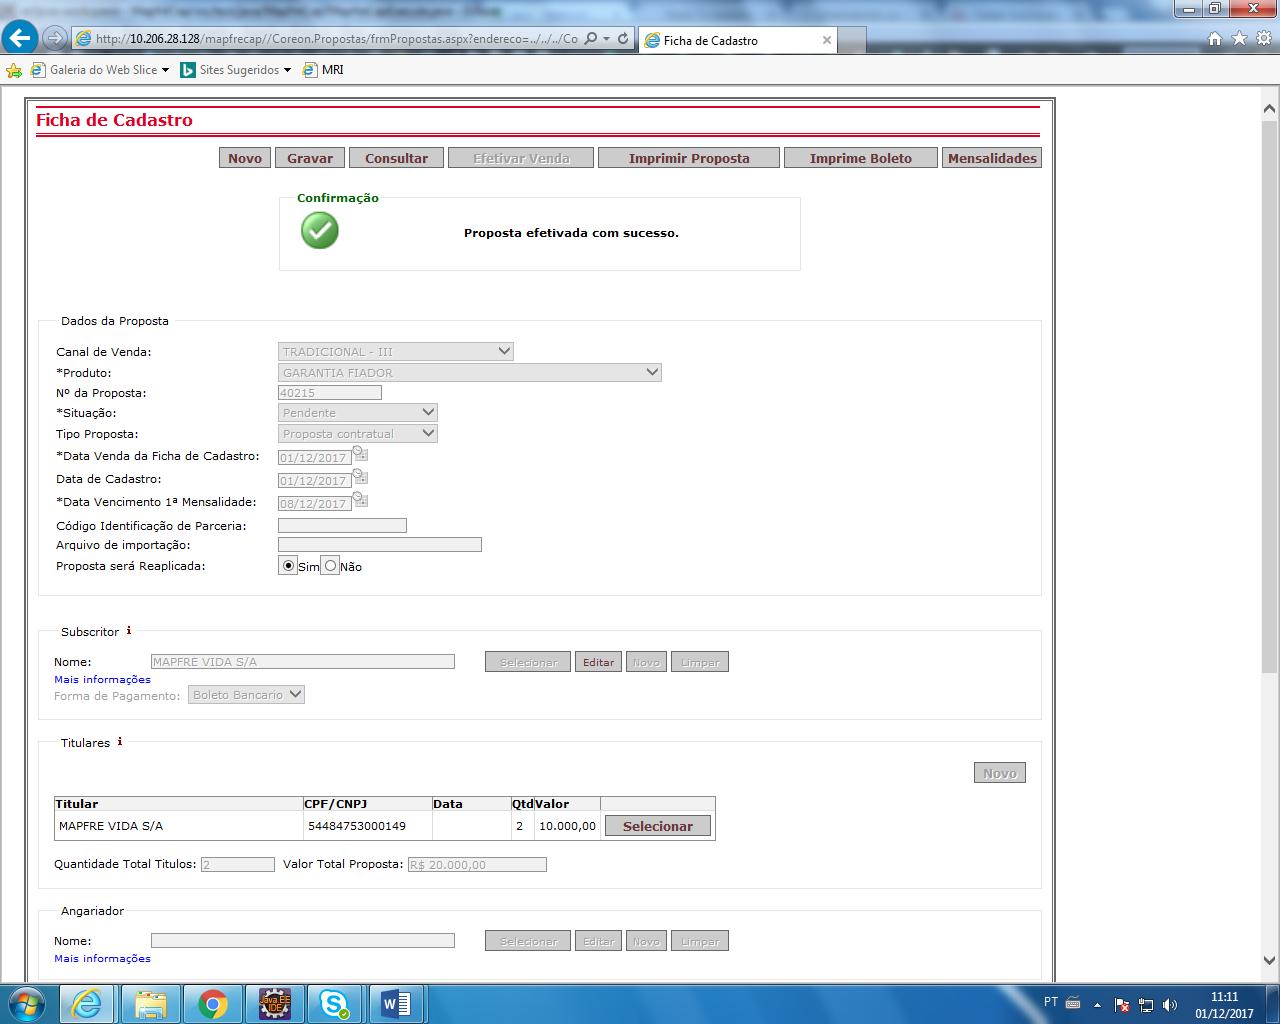 http://10.206.28.128/mapfrecap//Coreon.Propostas/frmPropostas.aspx?endereco=../../../Co
Ficha de Cadastro
Galeria do Web Slice
Sites Sugeridos
MRI
Ficha de Cadastro
Novo Gravar Consultar Efetivar Venda Imprimir Proposta Imprime Boleto Mensalidades
Confirmação
Proposta efetivada com sucesso.
Dados da Proposta
Canal de Venda: TRADICIONAL - III
*Produto: GARANTIA FIADOR
Nº da Proposta: 40215
*Situação: Pendente
Tipo Proposta: Proposta contratual
*Data Venda da Ficha de Cadastro: 01/12/2017
Data de Cadastro: 01/12/2017
*Data Vencimento 1ª Mensalidade: 08/12/2017
Código Identificação de Parceria:
Arquivo de importação:
Proposta será Reaplicada: Sim Não
Subscritor i
Nome: MAPFRE VIDA S/A Selecionar Editar Novo Limpar
Mais informações
Forma de Pagamento: Boleto Bancario
Titulares i
Novo
Titular CPF/CNPJ Data Qtd Valor
MAPFRE VIDA S/A 54484753000149 2 10.000,00 Selecionar
Quantidade Total Titulos: 2 Valor Total Proposta: R$ 20.000,00
Angariador
Nome: Selecionar Editar Novo Limpar
Mais informações
Java EE
IDE
PT
11:11
01/12/2017